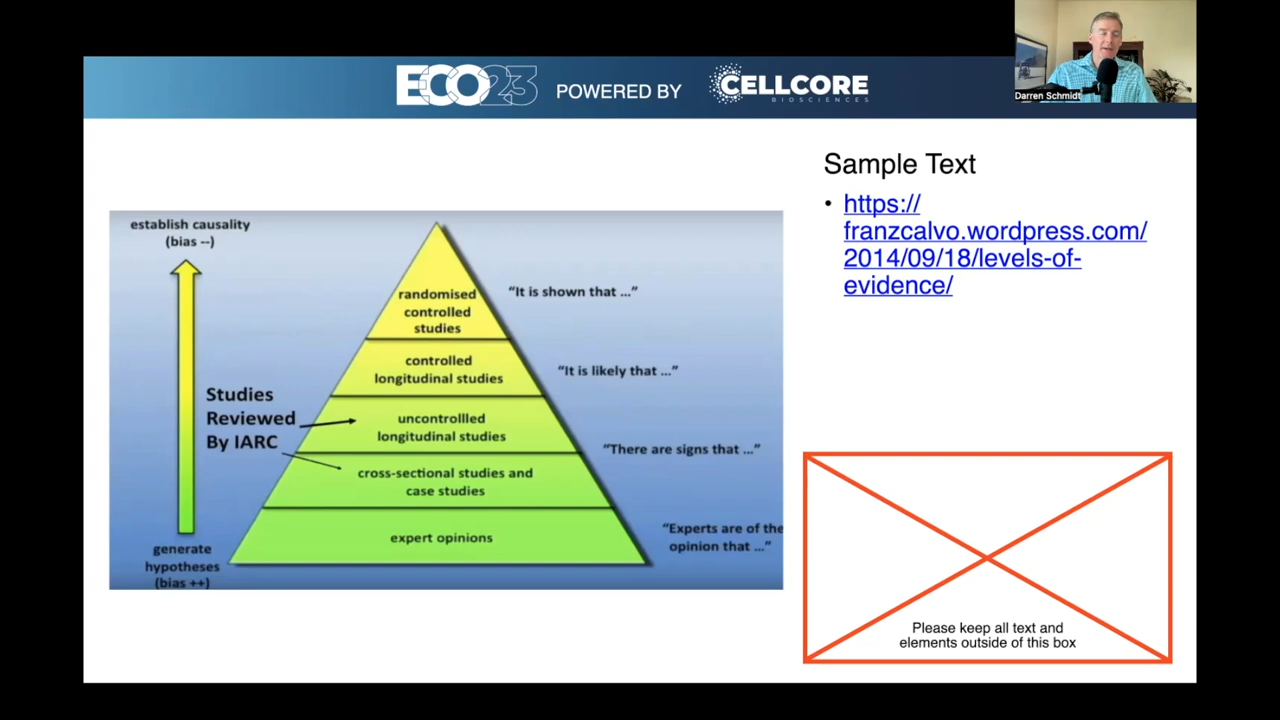 ECO23 POWERED BY CELLCORE
BIOSCIENCES
Darren Schmidt
Sample Text
• https://
franzcalvo.wordpress.com/
2014/09/18/levels-of-
evidence/
establish causality
(bias --)
randomised
controlled
studies
“It is shown that ...”
controlled
longitudinal studies
“It is likely that ...”
Studies
Reviewed
By IARC
uncontrollled
longitudinal studies
“There are signs that ...”
cross-sectional studies and
case studies
expert opinions
“Experts are of the
opinion that ...”
generate
hypotheses
(bias ++)
Please keep all text and
elements outside of this box